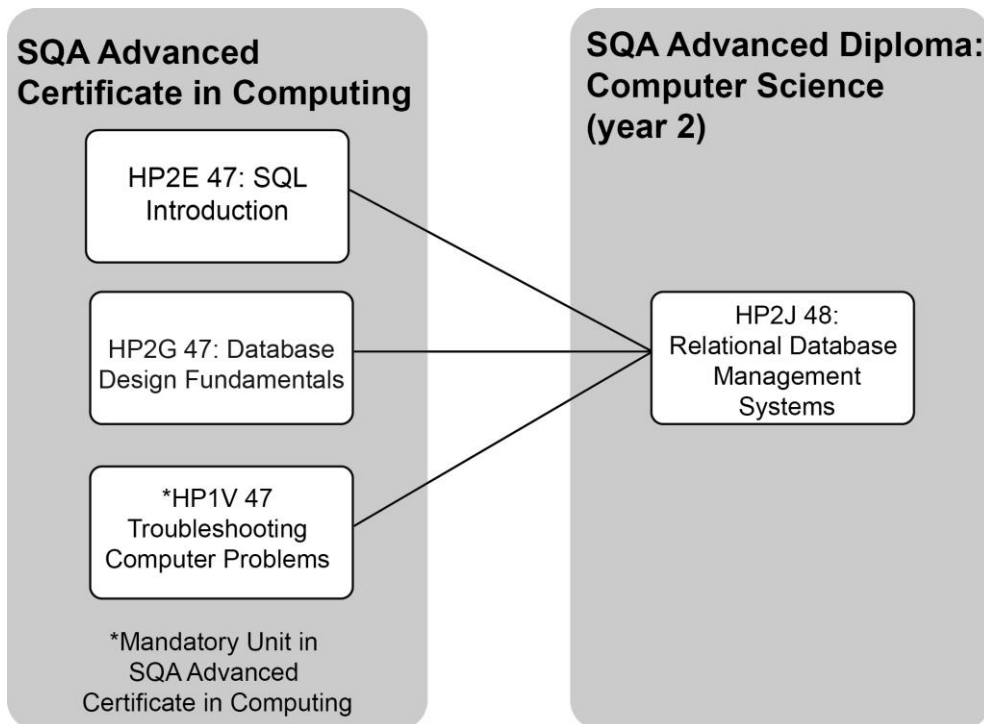 SQA Advanced
Certificate in Computing
HP2E 47: SQL
Introduction
HP2G 47: Database
Design Fundamentals
*HP1V 47
Troubleshooting
Computer Problems
*Mandatory Unit in
SQA Advanced
Certificate in Computing
SQA Advanced Diploma:
Computer Science
(year 2)
HP2J 48:
Relational Database
Management
Systems